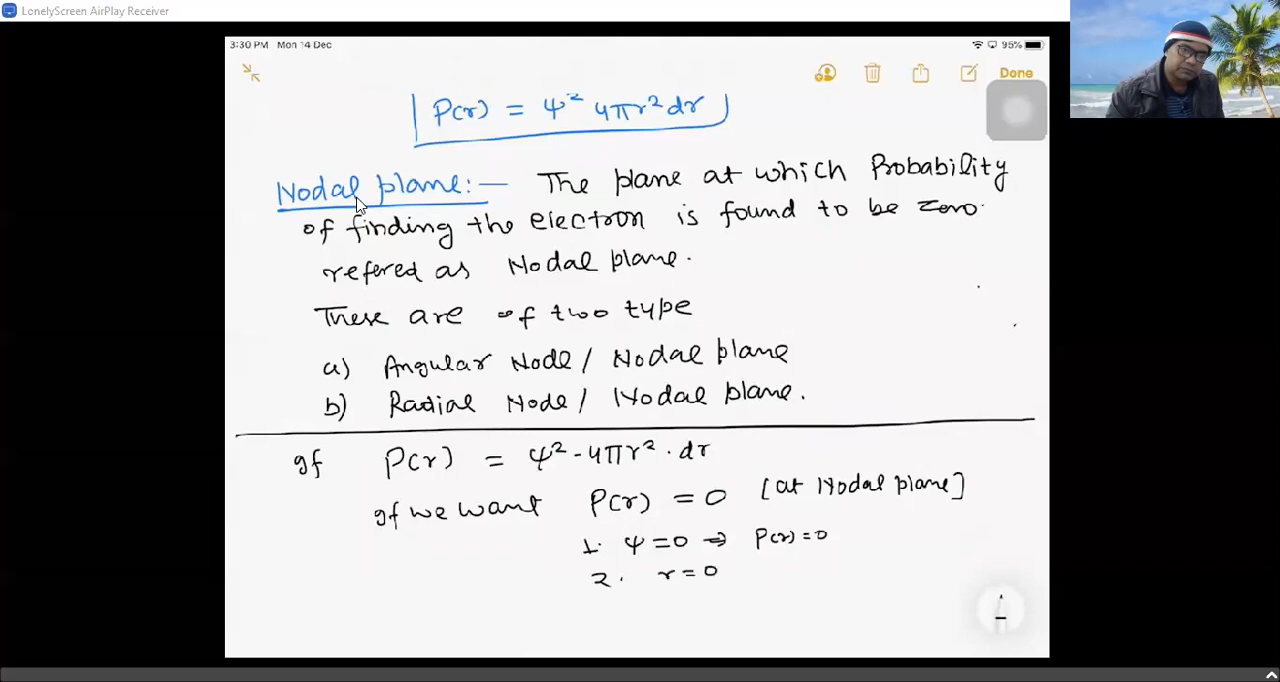 LonelyScreen AirPlay Receiver
3:30 PM Mon 14 Dec
95%
Done
P(r) = ψ² 4πr² dr
Nodal plane:— The plane at which Probability
of finding the electron is found to be zero.
refered as Nodal plane.
These are of two type
a) Angular Node / Nodal plane
b) Radial Node / Nodal plane.
If P(r) = ψ² - 4πr² · dr
If we want P(r) = 0 [at Nodal plane]
1. ψ = 0 ⇒ P(r) = 0
2. r = 0